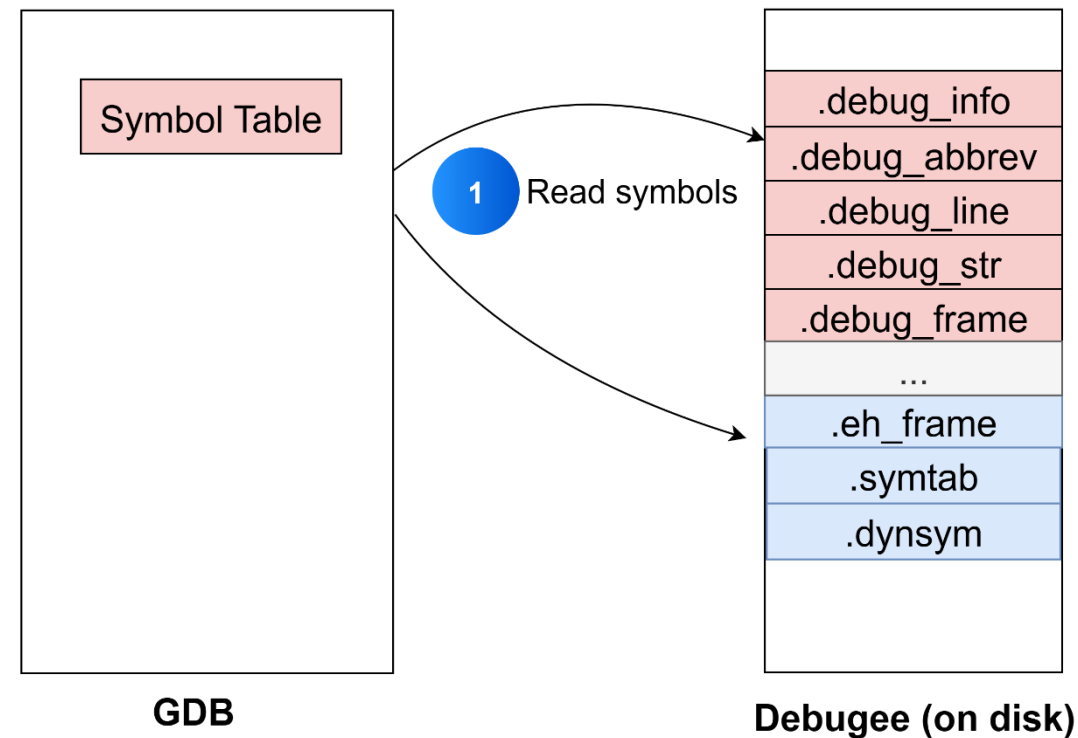 Symbol Table
1
Read symbols
.debug_info
.debug_abbrev
.debug_line
.debug_str
.debug_frame
...
.eh_frame
.symtab
.dynsym
GDB
Debugee (on disk)